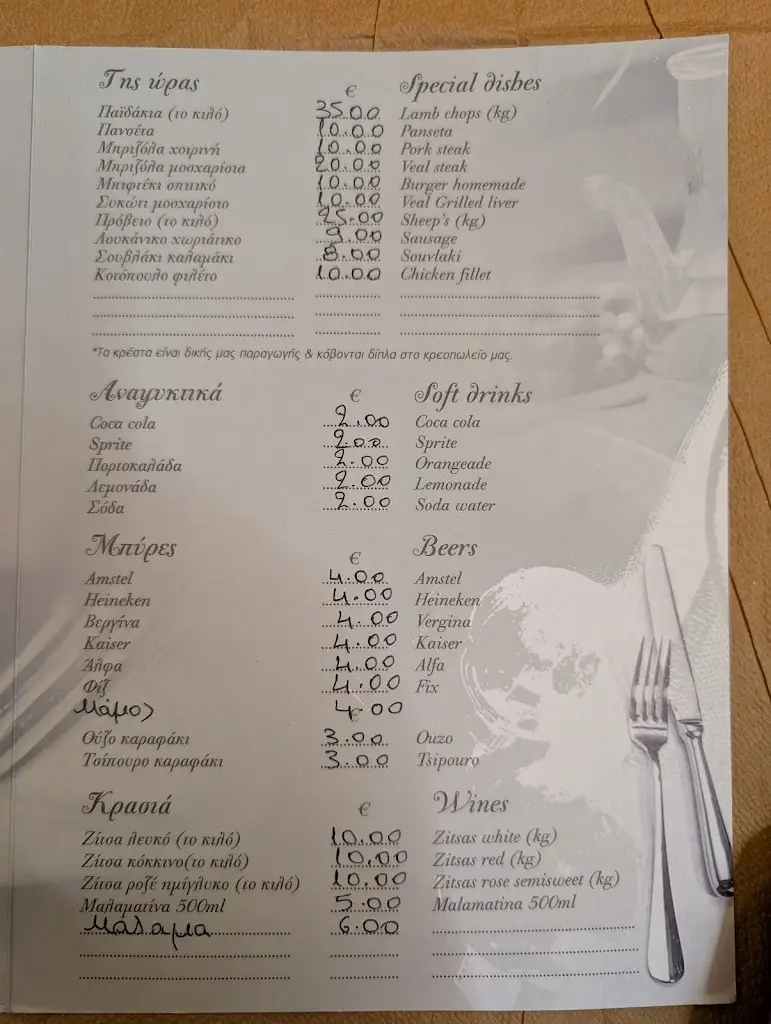 Της ώρας € Special dishes
Παϊδάκια (το κιλό) 35.00 Lamb chops (kg)
Πανσέτα 10.00 Panseta
Μπριζόλα χοιρινή 10.00 Pork steak
Μπριζόλα μοσχαρίσια 20.00 Veal steak
Μπιφτέκι σπιτικό 10.00 Burger homemade
Συκώτι μοσχαρίσιο 10.00 Veal Grilled liver
Πρόβειο (το κιλό) 25.00 Sheep's (kg)
Λουκάνικο χωριάτικο 9.00 Sausage
Σουβλάκι καλαμάκι 8.00 Souvlaki
Κοτόπουλο φιλέτο 10.00 Chicken fillet
*Τα κρέατα είναι δικής μας παραγωγής & κόβονται δίπλα στο κρεοπωλείο μας.
Αναψυκτικά € Soft drinks
Coca cola 2.00 Coca cola
Sprite 2.00 Sprite
Πορτοκαλάδα 2.00 Orangeade
Λεμονάδα 2.00 Lemonade
Σόδα 2.00 Soda water
Μπύρες € Beers
Amstel 4.00 Amstel
Heineken 4.00 Heineken
Βεργίνα 4.00 Vergina
Kaiser 4.00 Kaiser
Άλφα 4.00 Alfa
Φιξ 4.00 Fix
Μάμος 4.00
€
Ούζο καραφάκι 3.00 Ouzo
Τσίπουρο καραφάκι 3.00 Tsipouro
Κρασιά € Wines
Ζίτσα λευκό (το κιλό) 10.00 Zitsas white (kg)
Ζίτσα κόκκινο(το κιλό) 10.00 Zitsas red (kg)
Ζίτσα ροζέ ημίγλυκο (το κιλό) 10.00 Zitsas rose semisweet (kg)
Μαλαματίνα 500ml 5.00 Malamatina 500ml
6.00